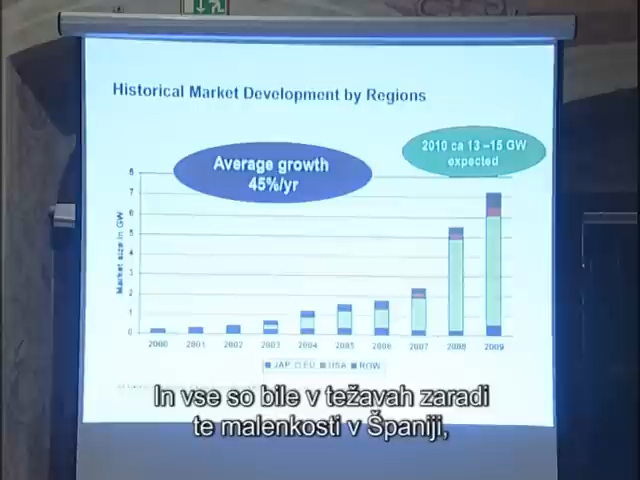 Historical Market Development by Regions
Average growth
45%/yr
2010 ca 13 –15 GW
expected
Market size in GW
8
7
6
5
4
3
2
1
0
2000 2001 2002 2003 2004 2005 2006 2007 2008 2009
JAP EU USA ROW
In vse so bile v težavah zaradi
te malenkosti v Španiji,